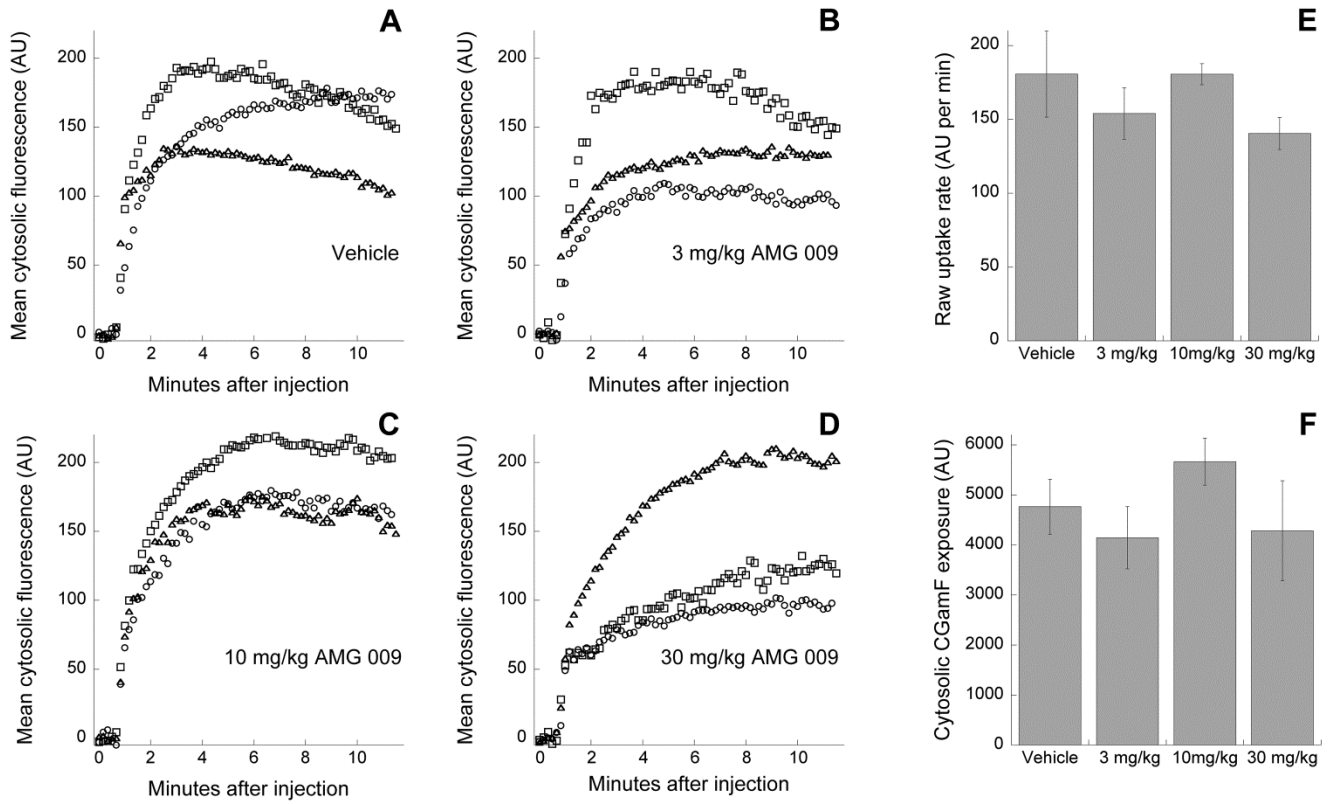 A
Mean cytosolic fluorescence (AU)
200
150
100
50
0
Vehicle
0 2 4 6 8 10
Minutes after injection
B
Mean cytosolic fluorescence (AU)
200
150
100
50
0
3 mg/kg AMG 009
0 2 4 6 8 10
Minutes after injection
E
Raw uptake rate (AU per min)
200
150
100
50
0
Vehicle 3 mg/kg 10mg/kg 30 mg/kg
C
Mean cytosolic fluorescence (AU)
200
150
100
50
0
10 mg/kg AMG 009
0 2 4 6 8 10
Minutes after injection
D
Mean cytosolic fluorescence (AU)
200
150
100
50
0
30 mg/kg AMG 009
0 2 4 6 8 10
Minutes after injection
F
Cytosolic CGamF exposure (AU)
6000
5000
4000
3000
2000
1000
0
Vehicle 3 mg/kg 10mg/kg 30 mg/kg